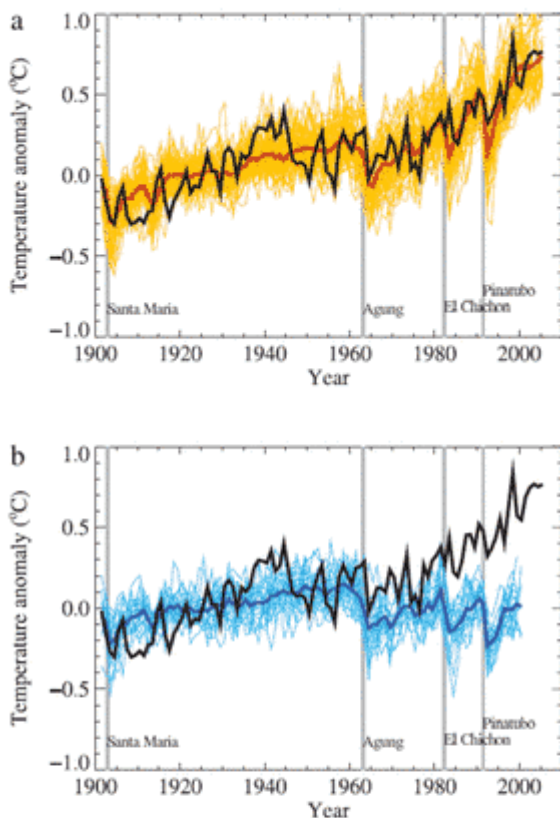 a
Temperature anomaly (°C)
1.0
0.5
0.0
−0.5
−1.0
Santa Maria
Agung
El Chichon
Pinatubo
1900
1920
1940
1960
1980
2000
Year
b
Temperature anomaly (°C)
1.0
0.5
0.0
−0.5
−1.0
Santa Maria
Agung
El Chichon
Pinatubo
1900
1920
1940
1960
1980
2000
Year